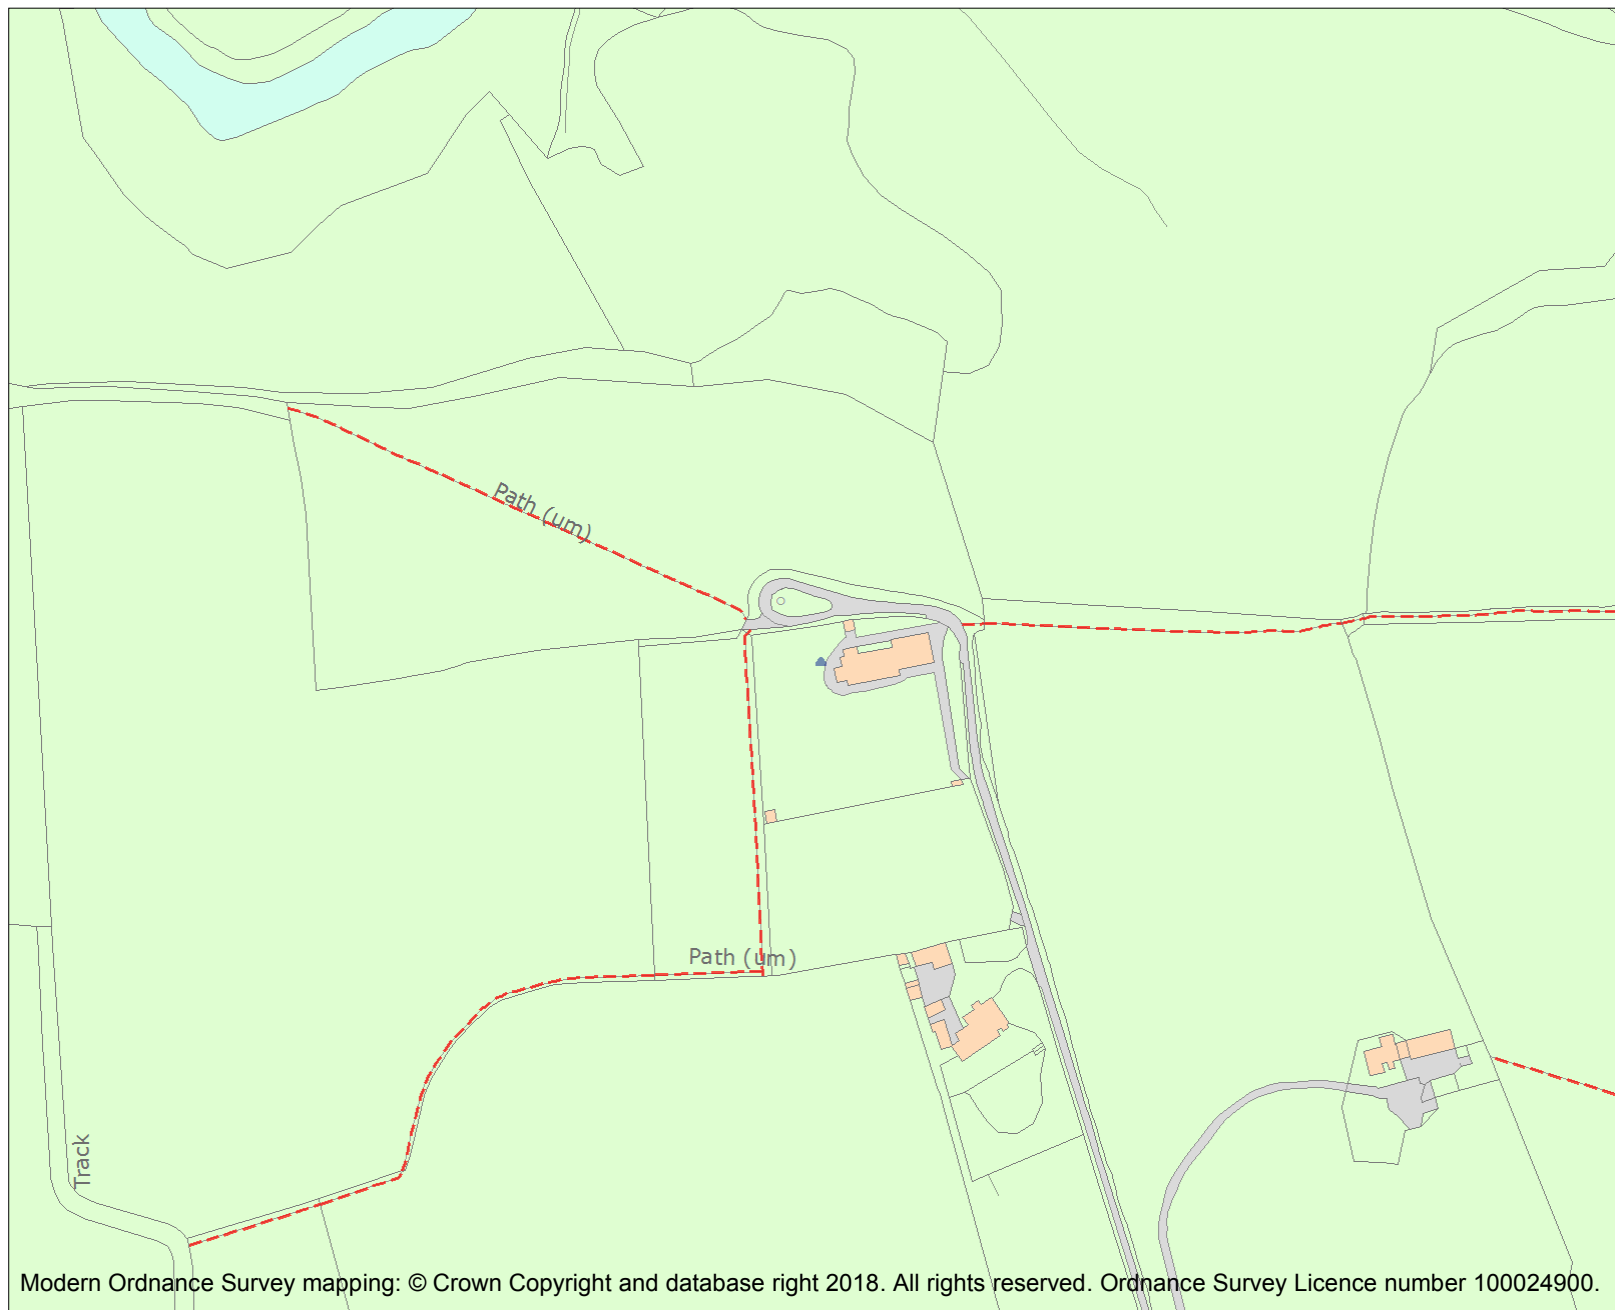 Path (um)
Path (um)
Track
Modern Ordnance Survey mapping: © Crown Copyright and database right 2018. All rights reserved. Ordnance Survey Licence number 100024900.